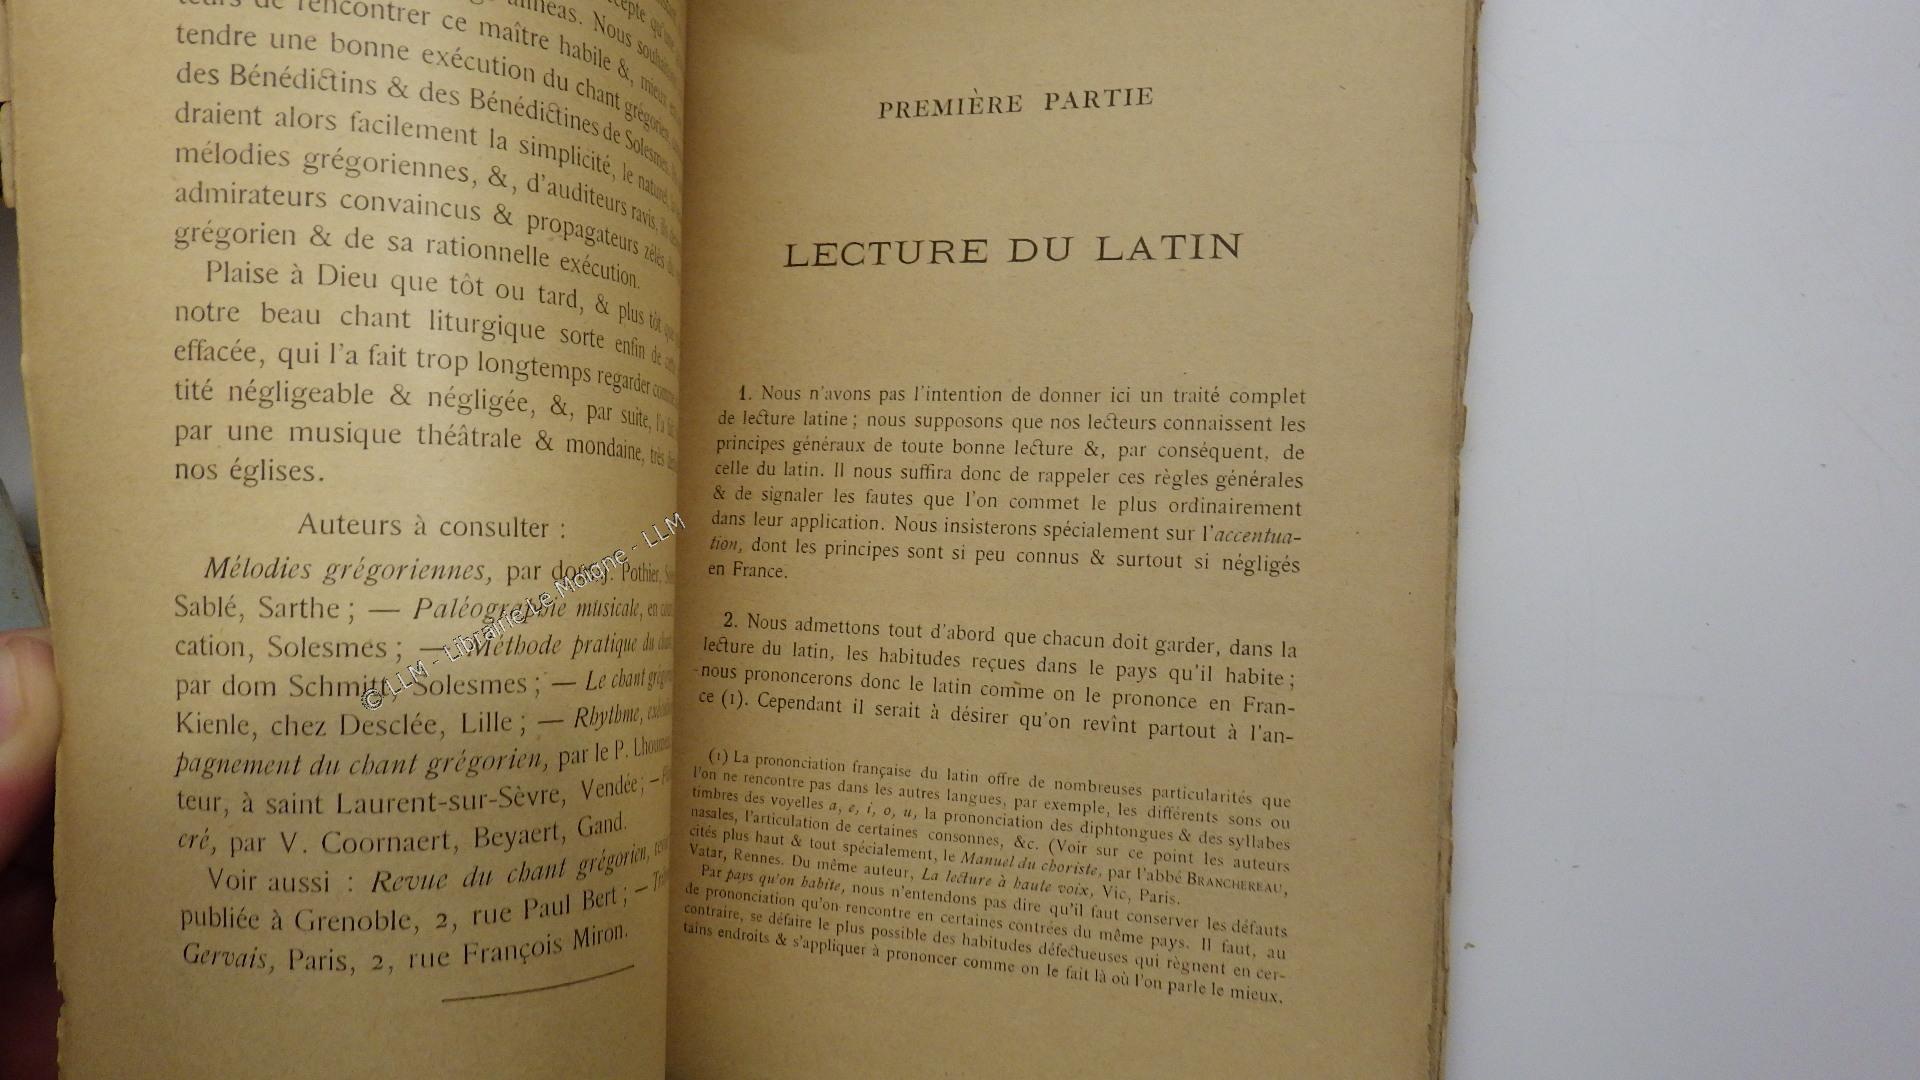 de rencontrer ce maître habile &, mieux
tendre une bonne exécution du chant grégorien,
des Bénédictins & des Bénédictines de Solesmes.
draient alors facilement la simplicité, le naturel,
mélodies grégoriennes, &, d'auditeurs ravis, ils
admirateurs convaincus & propagateurs zélés du
grégorien & de sa rationnelle exécution.
Plaise à Dieu que tôt ou tard, & plus tôt que
notre beau chant liturgique sorte enfin de
effacée, qui l'a fait trop longtemps regarder comme
tité négligeable & négligée, &, par suite, l'a fait
par une musique théâtrale & mondaine, très
nos églises.
Auteurs à consulter :
Mélodies grégoriennes, par dom J. Pothier,
Sablé, Sarthe ; — Paléographie musicale, en cours
cation, Solesmes ; — Méthode pratique du chant
par dom Schmitt, Solesmes ; — Le chant
Kienle, chez Desclée, Lille ; — Rhythme,
pagnement du chant grégorien, par le P. Lhoumeau
teur, à saint Laurent-sur-Sèvre, Vendée ; —
cré, par V. Coornaert, Beyaert, Gand.
Voir aussi : Revue du chant grégorien,
publiée à Grenoble, 2, rue Paul Bert ; —
Gervais, Paris, 2, rue François Miron.
© LLM - Librairie Le Moigne - LLM
PREMIÈRE PARTIE
LECTURE DU LATIN
1. Nous n'avons pas l'intention de donner ici un traité complet
de lecture latine ; nous supposons que nos lecteurs connaissent les
principes généraux de toute bonne lecture &, par conséquent, de
celle du latin. Il nous suffira donc de rappeler ces règles générales
& de signaler les fautes que l'on commet le plus ordinairement
dans leur application. Nous insisterons spécialement sur l'accentua-
tion, dont les principes sont si peu connus & surtout si négligés
en France.
2. Nous admettons tout d'abord que chacun doit garder, dans la
lecture du latin, les habitudes reçues dans le pays qu'il habite ;
nous prononcerons donc le latin comme on le prononce en Fran-
ce (1). Cependant il serait à désirer qu'on revînt partout à l'an-
(1) La prononciation française du latin offre de nombreuses particularités que
l'on ne rencontre pas dans les autres langues, par exemple, les différents sons ou
timbres des voyelles a, e, i, o, u, la prononciation des diphtongues & des syllabes
nasales, l'articulation de certaines consonnes, &c. (Voir sur ce point les auteurs
cités plus haut & tout spécialement, le Manuel du choriste, par l'abbé BRANCHEREAU,
Vatar, Rennes. Du même auteur, La lecture à haute voix, Vic, Paris.
Par pays qu'on habite, nous n'entendons pas dire qu'il faut conserver les défauts
de prononciation qu'on rencontre en certaines contrées du même pays. Il faut, au
contraire, se défaire le plus possible des habitudes défectueuses qui règnent en cer-
tains endroits & s'appliquer à prononcer comme on le fait là où l'on parle le mieux.